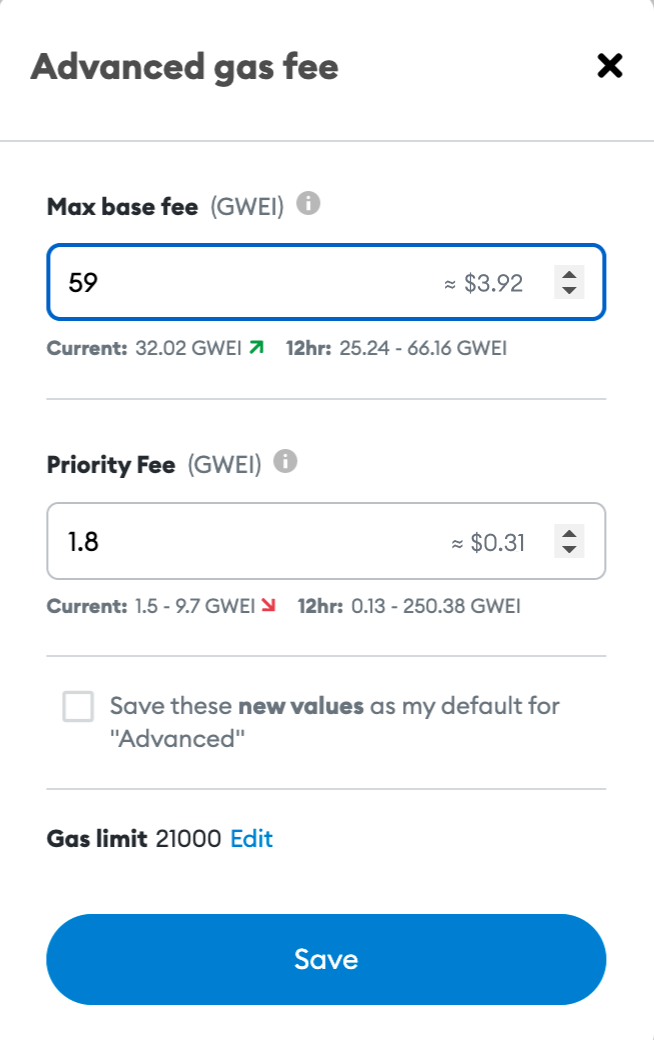 Advanced gas fee
Max base fee (GWEI)
59 ≈ $3.92
Current: 32.02 GWEI 12hr: 25.24 - 66.16 GWEI
Priority Fee (GWEI)
1.8 ≈ $0.31
Current: 1.5 - 9.7 GWEI 12hr: 0.13 - 250.38 GWEI
Save these new values as my default for
"Advanced"
Gas limit 21000 Edit
Save